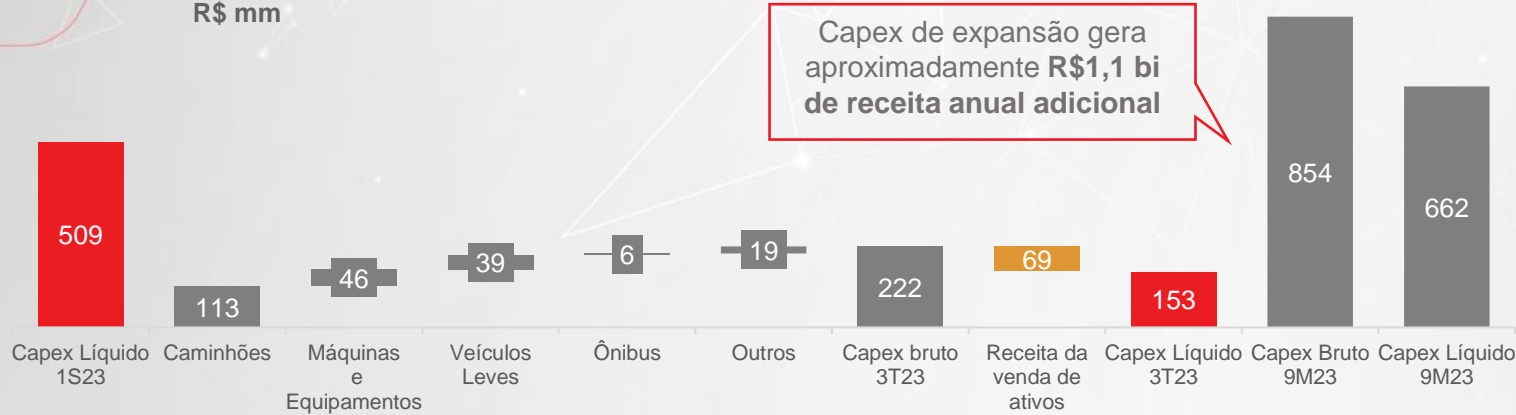 R$ mm
Capex de expansão gera
aproximadamente R$1,1 bi
de receita anual adicional
509
113
46
39
6
19
222
69
153
854
662
Capex Líquido
1S23
Caminhões
Máquinas
e
Equipamentos
Veículos
Leves
Ônibus
Outros
Capex bruto
3T23
Receita da
venda de
ativos
Capex Líquido
3T23
Capex Bruto
9M23
Capex Líquido
9M23